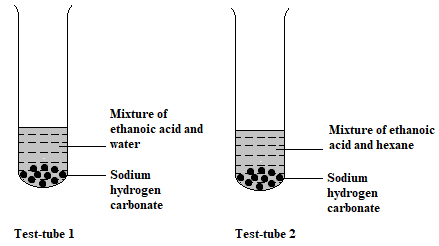 Mixture of
ethanoic acid and
water
Sodium
hydrogen
carbonate
Test-tube 1
Mixture of ethanoic
acid and hexane
Sodium
hydrogen
carbonate
Test-tube 2